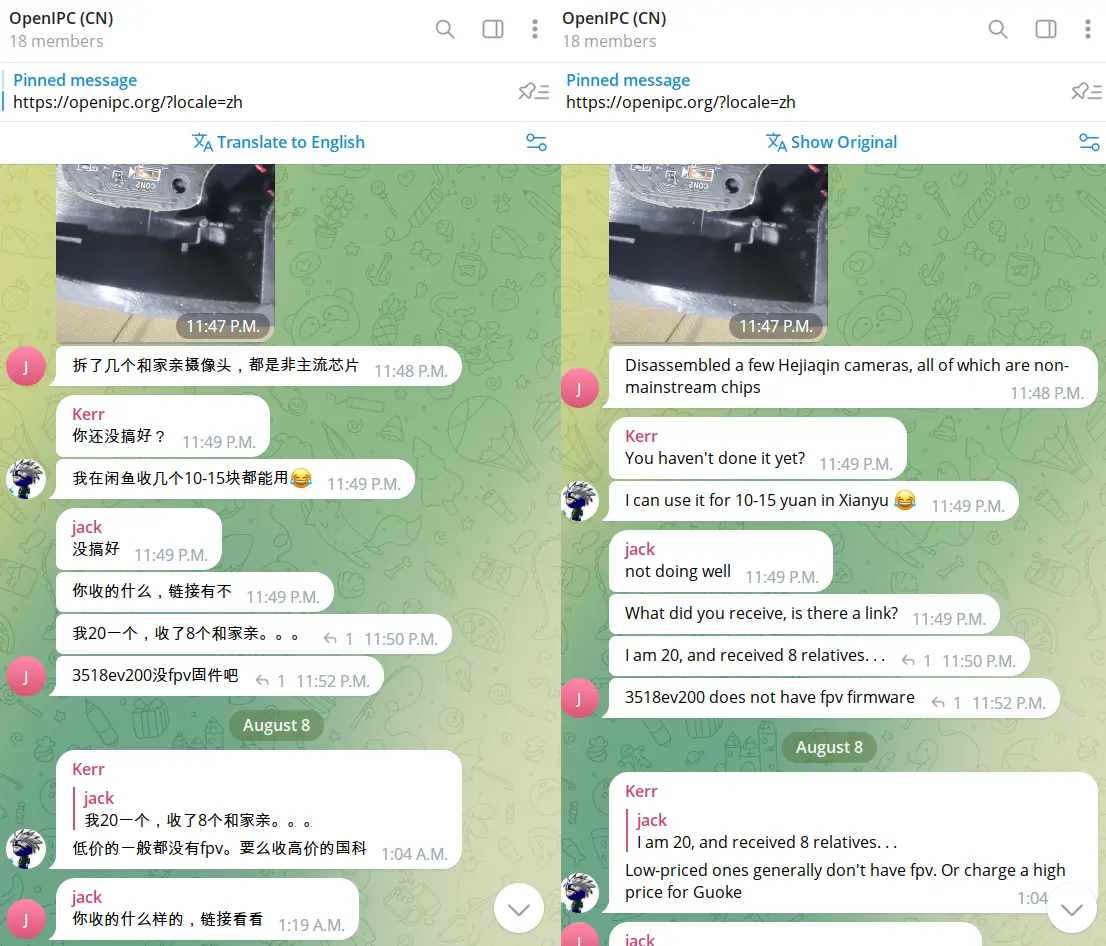 OpenIPC (CN)
18 members
Pinned message
https://openipc.org/?locale=zh
Translate to English
CON2
11:47 P.M.
J
拆了几个和家亲摄像头，都是非主流芯片 11:48 P.M.
Kerr
你还没搞好？ 11:49 P.M.
我在闲鱼收几个10-15块都能用😂 11:49 P.M.
jack
没搞好 11:49 P.M.
你收的什么，链接有不 11:49 P.M.
我20一个，收了8个和家亲。。。 1 11:50 P.M.
J
3518ev200没fpv固件吧 1 11:52 P.M.
August 8
Kerr
jack
我20一个，收了8个和家亲。。。
低价的一般都没有fpv。要么收高价的国科 1:04 A.M.
jack
J
你收的什么样的，链接看看 1:19 A.M.
OpenIPC (CN)
18 members
Pinned message
https://openipc.org/?locale=zh
Show Original
CON2
11:47 P.M.
Disassembled a few Hejiaqin cameras, all of which are non-
J
mainstream chips 11:48 P.M.
Kerr
You haven't done it yet? 11:49 P.M.
I can use it for 10-15 yuan in Xianyu 😂 11:49 P.M.
jack
not doing well 11:49 P.M.
What did you receive, is there a link? 11:49 P.M.
I am 20, and received 8 relatives. . . 1 11:50 P.M.
J
3518ev200 does not have fpv firmware 1 11:52 P.M.
August 8
Kerr
jack
I am 20, and received 8 relatives. . .
Low-priced ones generally don't have fpv. Or charge a high
price for Guoke 1:04
J
jack